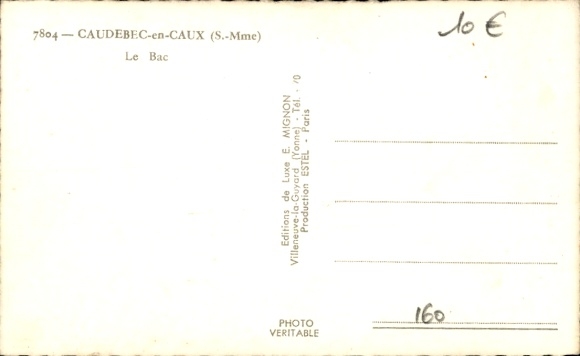 7804 — CAUDEBEC-en-CAUX (S.-Mme)
Le Bac
10 €
Editions de Luxe E. MIGNON
Villeneuve-la-Guyard (Yonne) - Tél. - 70
Production ESTEL - Paris
160
PHOTO
VERITABLE